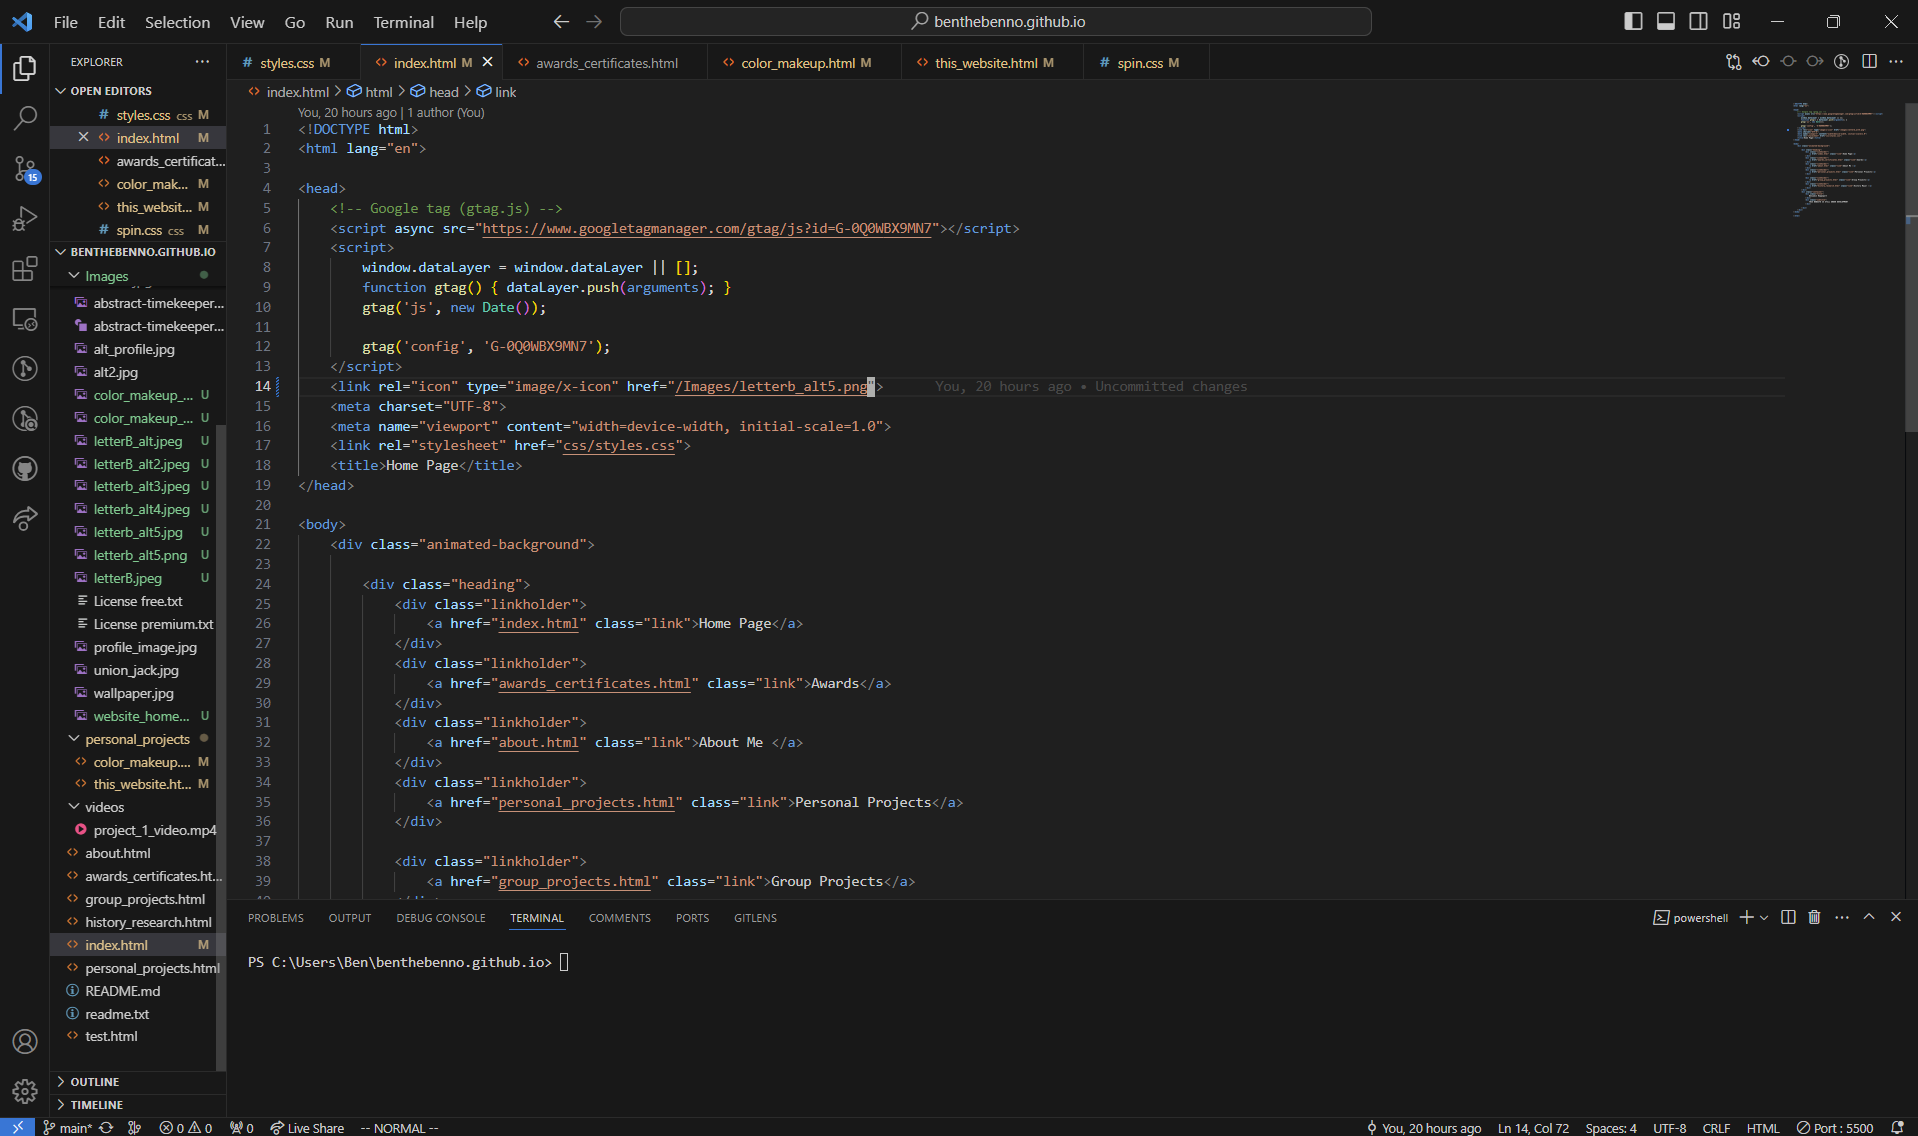 File Edit Selection View Go Run Terminal Help benthebenno.github.io
EXPLORER
OPEN EDITORS
# styles.css css M
index.html M
awards_certificat...
color_mak... M
this_websit... M
# spin.css css M
15
BENTHEBENNO.GITHUB.IO
Images
abstract-timekeeper...
abstract-timekeeper...
alt_profile.jpg
alt2.jpg
color_makeup_... U
color_makeup_... U
letterB_alt.jpeg U
letterB_alt2.jpeg U
letterb_alt3.jpeg U
letterb_alt4.jpeg U
letterb_alt5.jpg U
letterb_alt5.png U
letterB.jpeg U
License free.txt
License premium.txt
profile_image.jpg
union_jack.jpg
wallpaper.jpg
website_home... U
personal_projects
color_makeup.... M
this_website.ht... M
videos
project_1_video.mp4
about.html
awards_certificates.ht...
group_projects.html
history_research.html
index.html M
personal_projects.html
README.md
readme.txt
test.html
OUTLINE
TIMELINE
# styles.css M index.html M awards_certificates.html color_makeup.html M this_website.html M # spin.css M
index.html > html > head > link
You, 20 hours ago | 1 author (You)
1 <!DOCTYPE html>
2 <html lang="en">
3
4 <head>
5 <!-- Google tag (gtag.js) -->
6 <script async src="https://www.googletagmanager.com/gtag/js?id=G-0Q0WBX9MN7"></script>
7 <script>
8 window.dataLayer = window.dataLayer || [];
9 function gtag() { dataLayer.push(arguments); }
10 gtag('js', new Date());
11
12 gtag('config', 'G-0Q0WBX9MN7');
13 </script>
14 <link rel="icon" type="image/x-icon" href="/Images/letterb_alt5.png"> You, 20 hours ago • Uncommitted changes
15 <meta charset="UTF-8">
16 <meta name="viewport" content="width=device-width, initial-scale=1.0">
17 <link rel="stylesheet" href="css/styles.css">
18 <title>Home Page</title>
19 </head>
20
21 <body>
22 <div class="animated-background">
23
24 <div class="heading">
25 <div class="linkholder">
26 <a href="index.html" class="link">Home Page</a>
27 </div>
28 <div class="linkholder">
29 <a href="awards_certificates.html" class="link">Awards</a>
30 </div>
31 <div class="linkholder">
32 <a href="about.html" class="link">About Me </a>
33 </div>
34 <div class="linkholder">
35 <a href="personal_projects.html" class="link">Personal Projects</a>
36 </div>
37
38 <div class="linkholder">
39 <a href="group_projects.html" class="link">Group Projects</a>
PROBLEMS OUTPUT DEBUG CONSOLE TERMINAL COMMENTS PORTS GITLENS powershell
PS C:\Users\Ben\benthebenno.github.io>
main* 0 0 0 Live Share -- NORMAL -- You, 20 hours ago Ln 14, Col 72 Spaces: 4 UTF-8 CRLF HTML Port : 5500